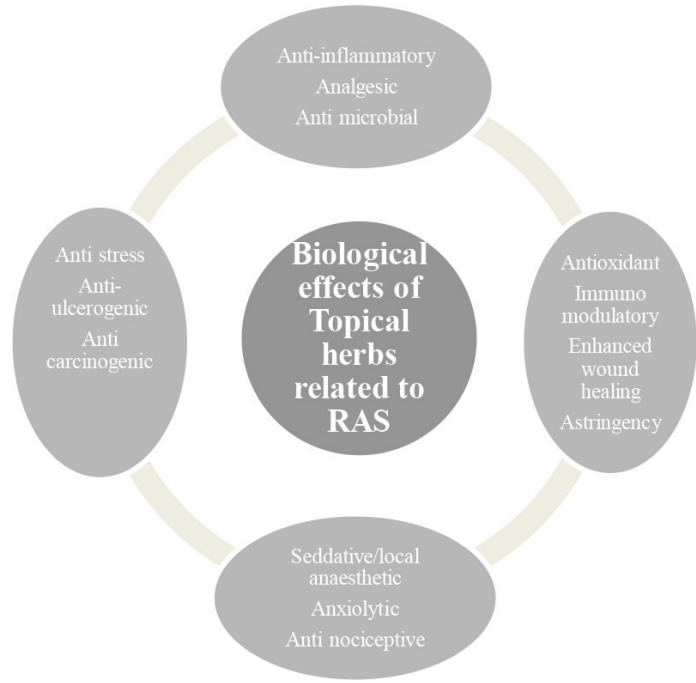 Anti-inflammatory
Analgesic
Anti microbial
Anti stress
Anti-
ulcerogenic
Anti
carcinogenic
Biological
effects of
Topical
herbs
related to
RAS
Antioxidant
Immuno
modulatory
Enhanced
wound
healing
Astringency
Seddative/local
anaesthetic
Anxiolytic
Anti nociceptive